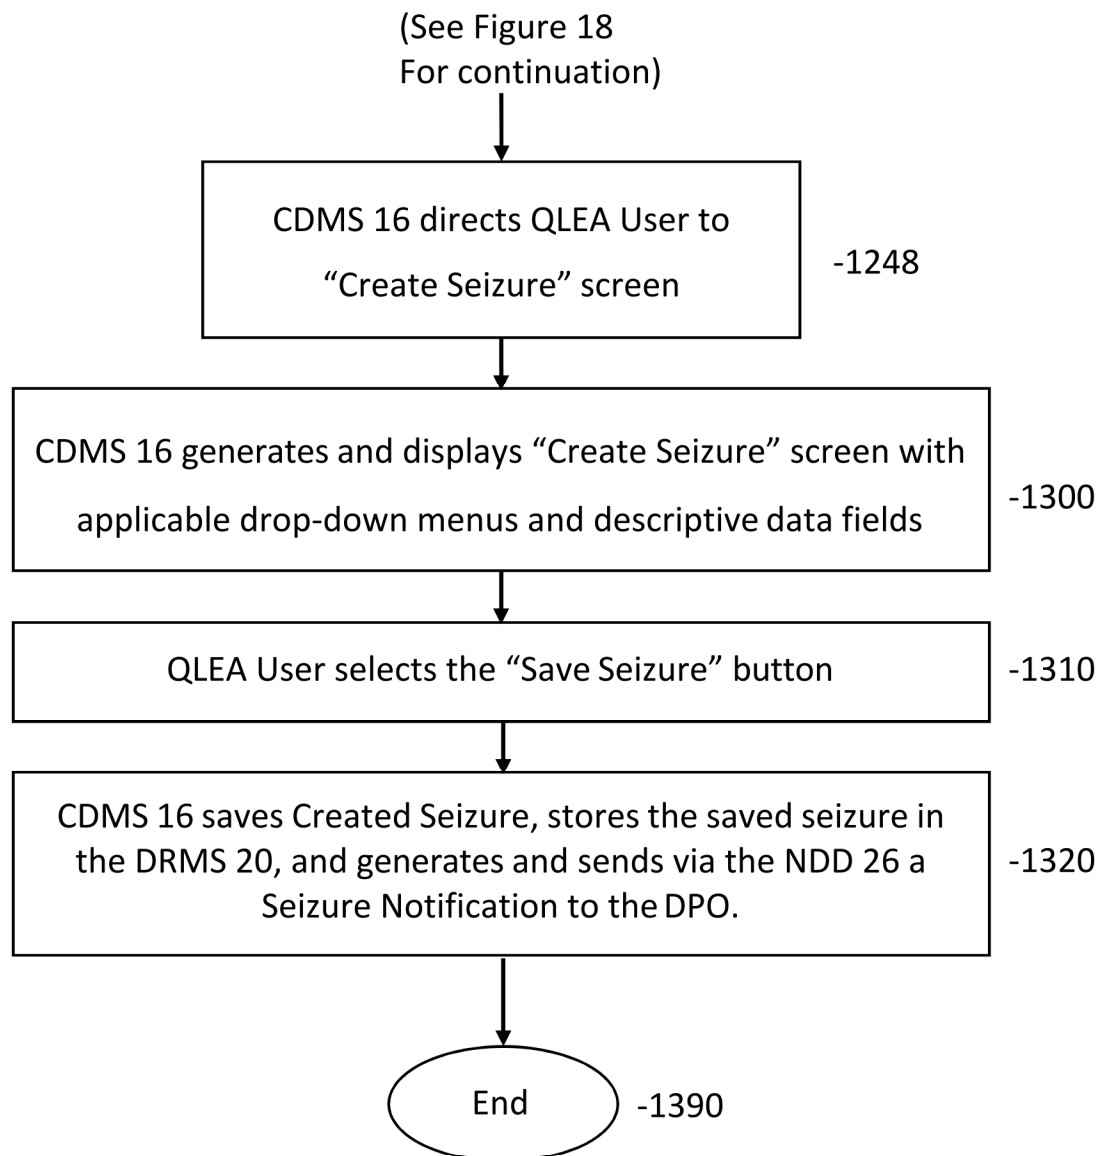 (See Figure 18
For continuation)
CDMS 16 directs QLEA User to
“Create Seizure” screen
-1248
CDMS 16 generates and displays “Create Seizure” screen with
applicable drop-down menus and descriptive data fields
-1300
QLEA User selects the “Save Seizure” button
-1310
CDMS 16 saves Created Seizure, stores the saved seizure in
the DRMS 20, and generates and sends via the NDD 26 a
Seizure Notification to the DPO.
-1320
End
-1390